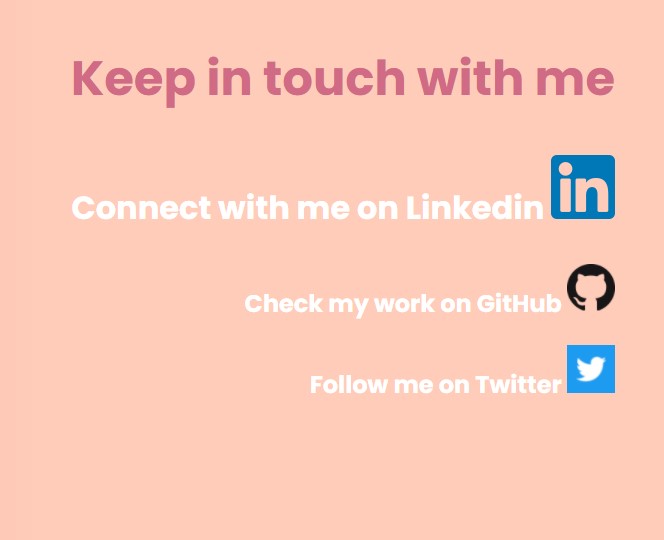 Keep in touch with me
Connect with me on Linkedin in
Check my work on GitHub
Follow me on Twitter